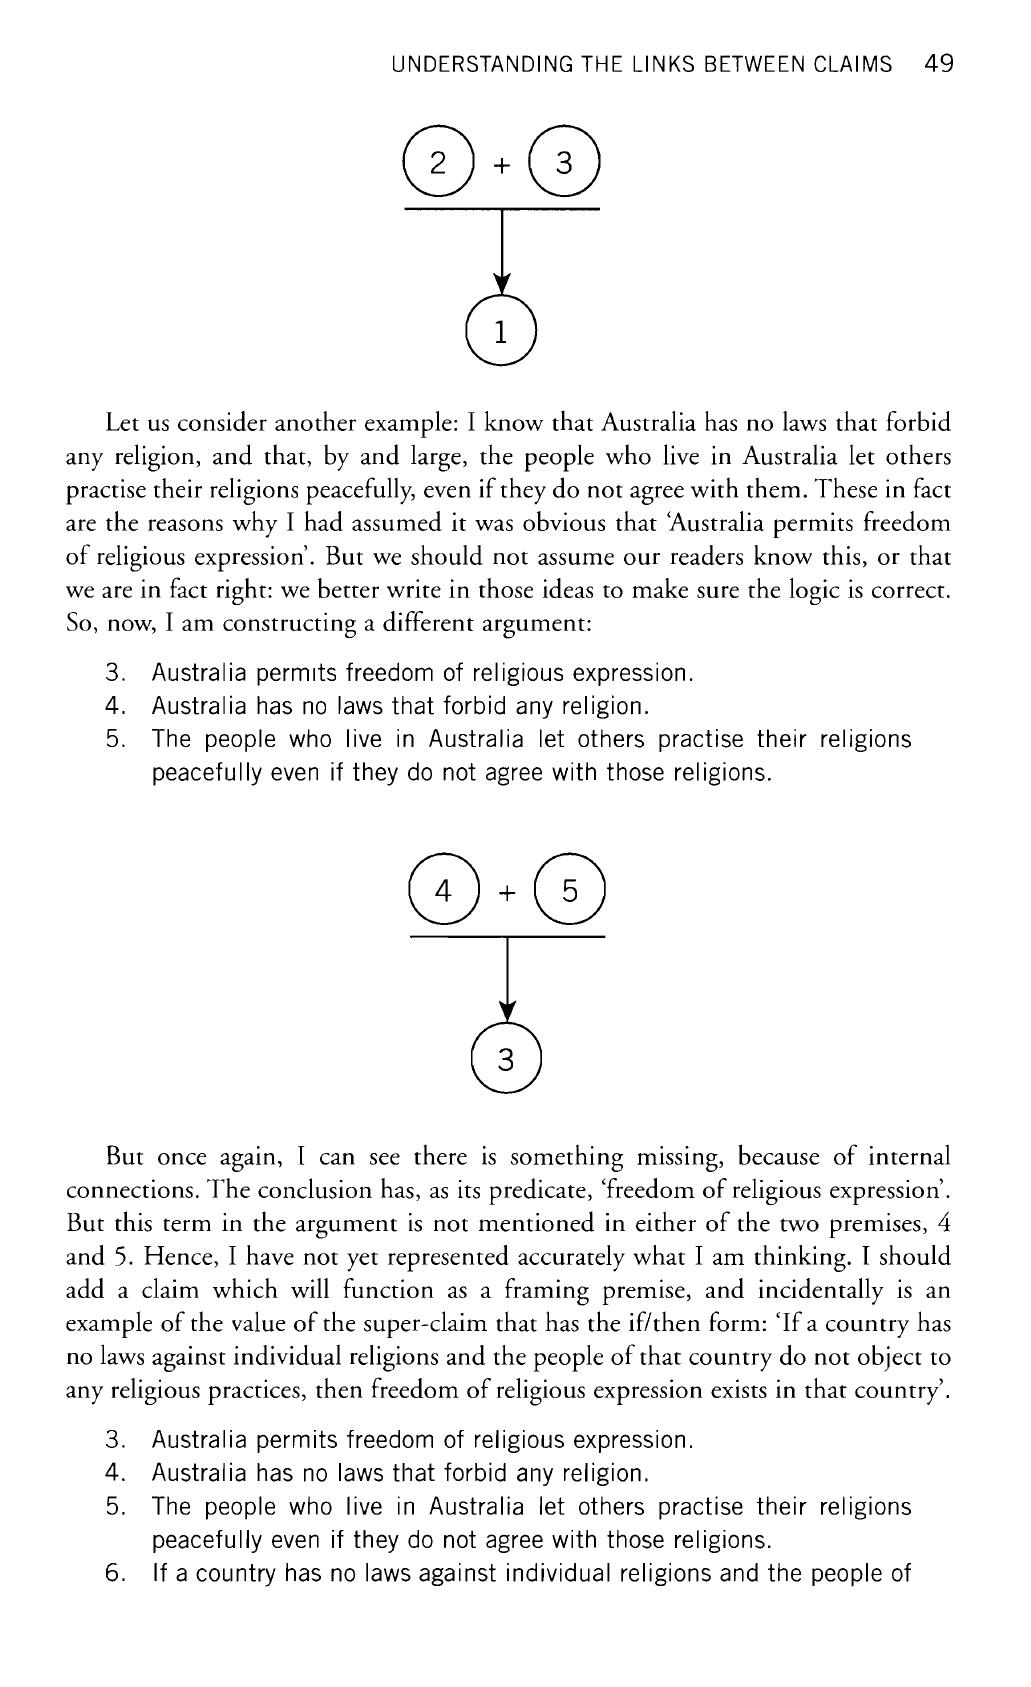 UNDERSTANDING THE LINKS BETWEEN CLAIMS 49
2 + 3
1
Let us consider another example: I know that Australia has no laws that forbid
any religion, and that, by and large, the people who live in Australia let others
practise their religions peacefully, even if they do not agree with them. These in fact
are the reasons why I had assumed it was obvious that ‘Australia permits freedom
of religious expression’. But we should not assume our readers know this, or that
we are in fact right: we better write in those ideas to make sure the logic is correct.
So, now, I am constructing a different argument:
3. Australia permits freedom of religious expression.
4. Australia has no laws that forbid any religion.
5. The people who live in Australia let others practise their religions
peacefully even if they do not agree with those religions.
4 + 5
3
But once again, I can see there is something missing, because of internal
connections. The conclusion has, as its predicate, ‘freedom of religious expression’.
But this term in the argument is not mentioned in either of the two premises, 4
and 5. Hence, I have not yet represented accurately what I am thinking. I should
add a claim which will function as a framing premise, and incidentally is an
example of the value of the super-claim that has the if/then form: ‘If a country has
no laws against individual religions and the people of that country do not object to
any religious practices, then freedom of religious expression exists in that country’.
3. Australia permits freedom of religious expression.
4. Australia has no laws that forbid any religion.
5. The people who live in Australia let others practise their religions
peacefully even if they do not agree with those religions.
6. If a country has no laws against individual religions and the people of